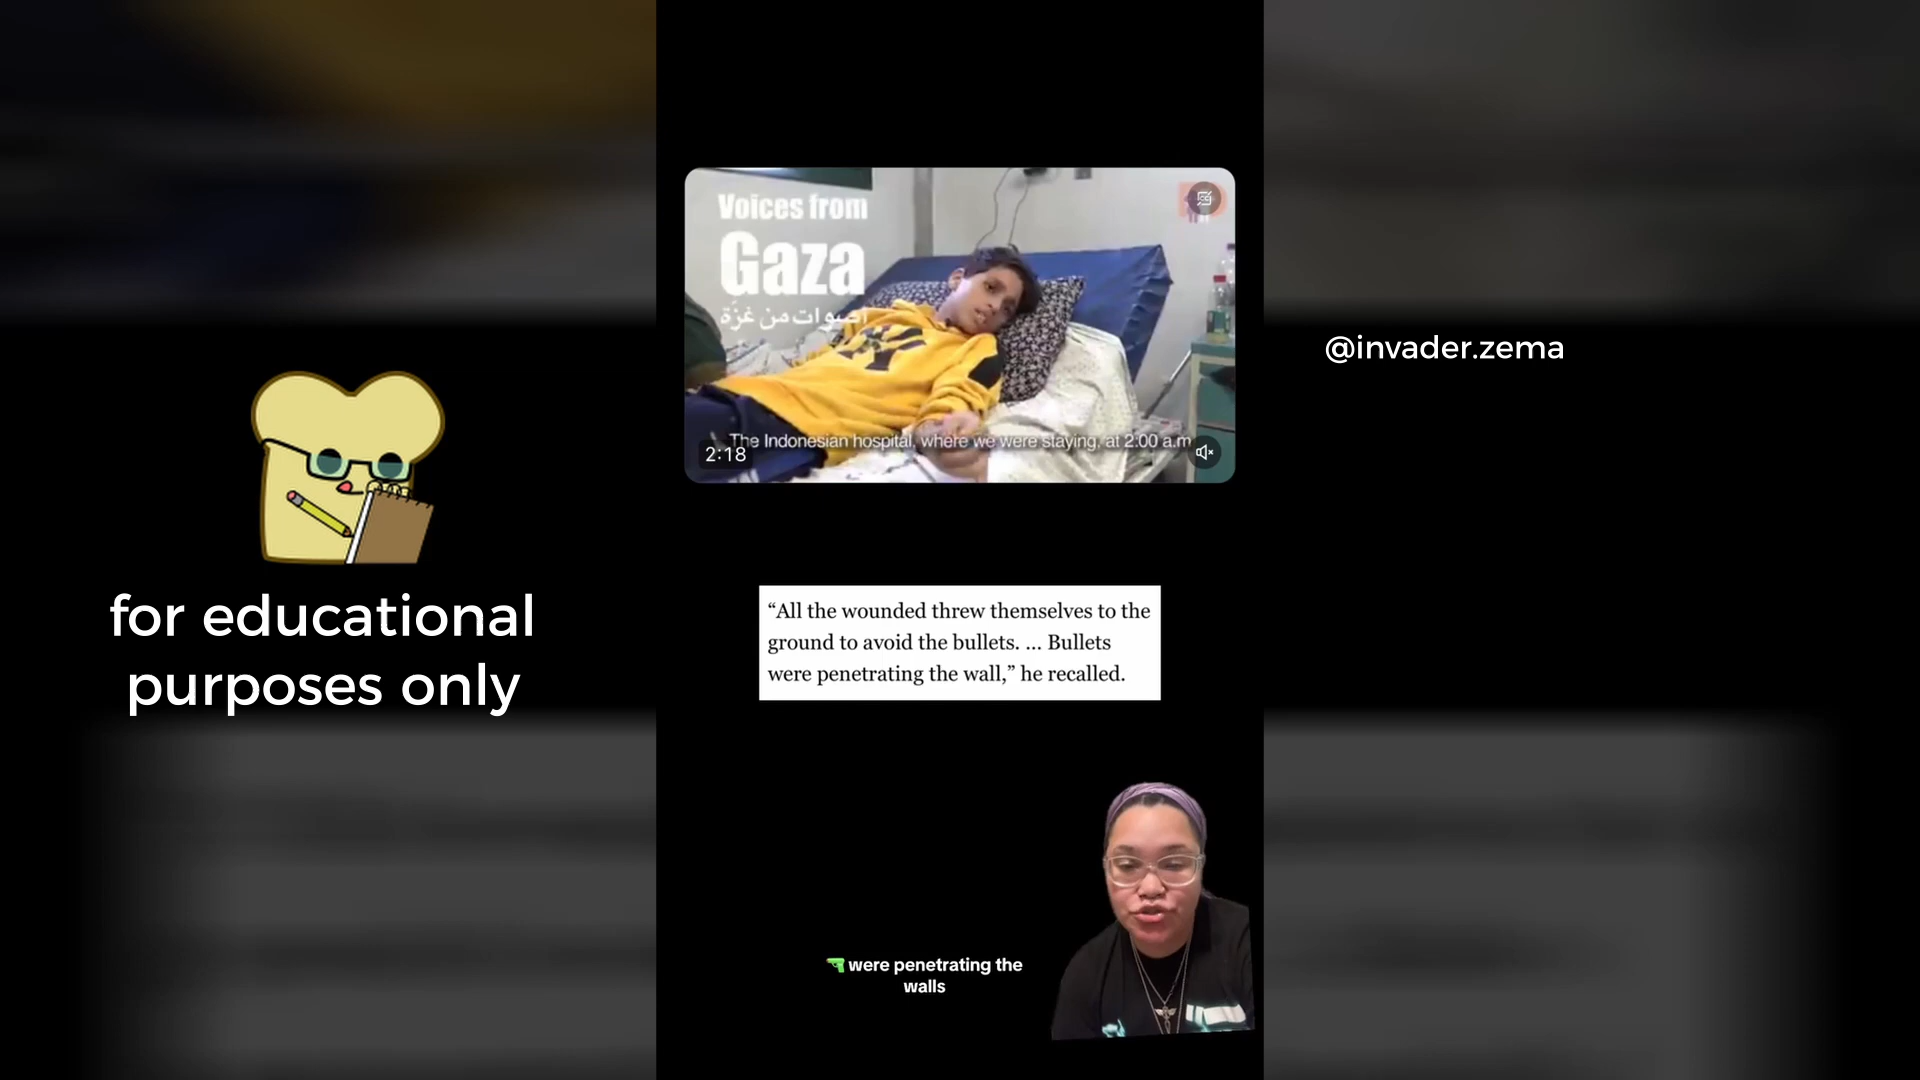 Voices from
Gaza
أصوات من غزّة
The Indonesian hospital, where we were staying, at 2:00 a.m
2:18
@invader.zema
for educational
purposes only
“All the wounded threw themselves to the
ground to avoid the bullets. ... Bullets
were penetrating the wall,” he recalled.
🔫 were penetrating the
walls